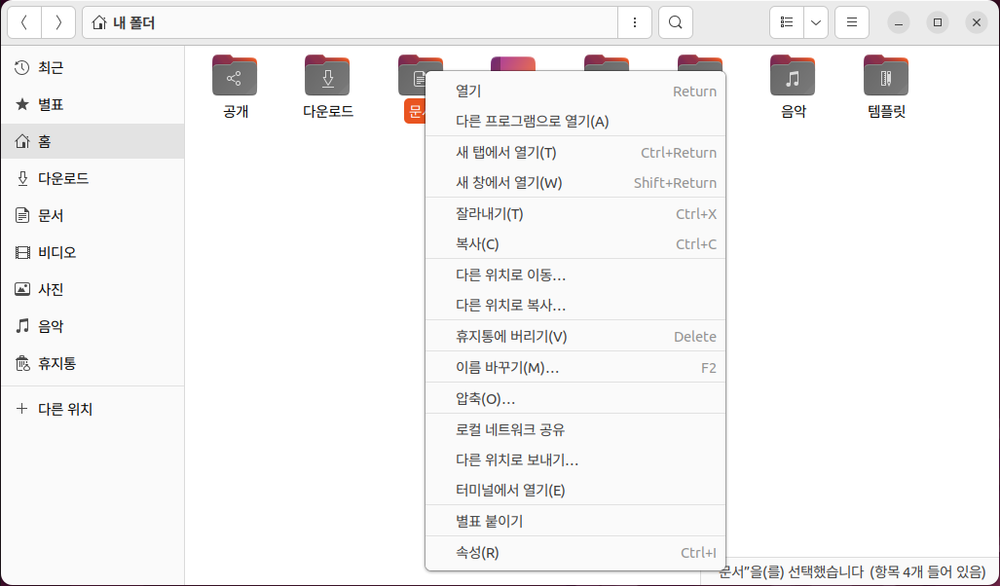 내 폴더
최근
별표
홈
다운로드
문서
비디오
사진
음악
휴지통
다른 위치
공개
다운로드
음악
템플릿
열기 Return
다른 프로그램으로 열기(A)
새 탭에서 열기(T) Ctrl+Return
새 창에서 열기(W) Shift+Return
잘라내기(T) Ctrl+X
복사(C) Ctrl+C
다른 위치로 이동...
다른 위치로 복사...
휴지통에 버리기(V) Delete
이름 바꾸기(M)... F2
압축(O)...
로컬 네트워크 공유
다른 위치로 보내기...
터미널에서 열기(E)
별표 붙이기
속성(R) Ctrl+I
문서”을(를) 선택했습니다 (항목 4개 들어 있음)